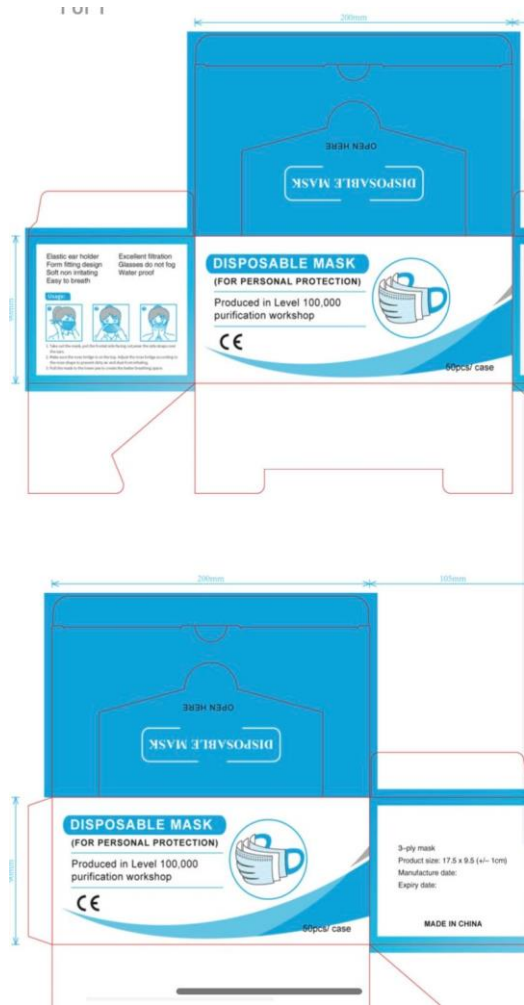 200mm
OPEN HERE
DISPOSABLE MASK
Elastic ear holder
Form fitting design
Soft non irritating
Easy to breath
Excellent filtration
Glasses do not fog
Water proof
Usage:
DISPOSABLE MASK
(FOR PERSONAL PROTECTION)
Produced in Level 100,000
purification workshop
CE
50pcs/ case
200mm
105mm
OPEN HERE
DISPOSABLE MASK
DISPOSABLE MASK
(FOR PERSONAL PROTECTION)
Produced in Level 100,000
purification workshop
CE
50pcs/ case
3-ply mask
Product size: 17.5 x 9.5 (+/- 1cm)
Manufacture date:
Expiry date:
MADE IN CHINA